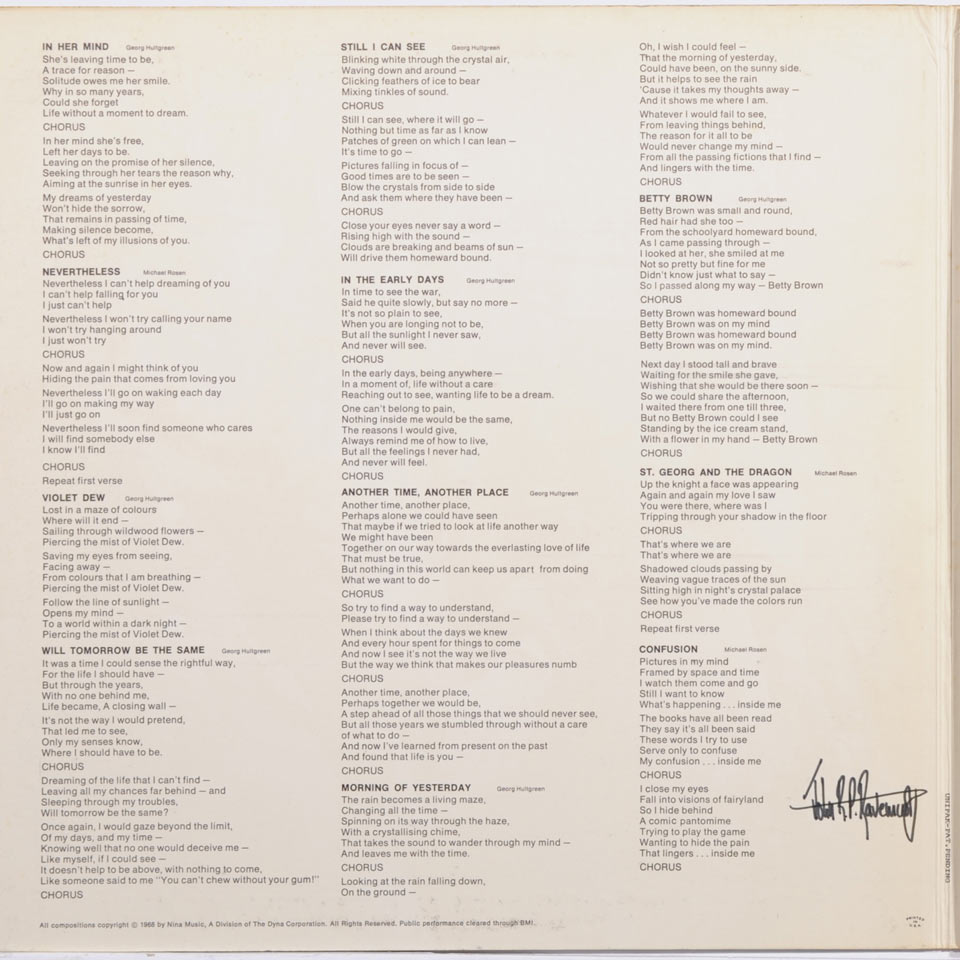 IN HER MIND Georg Hultgreen
She's leaving time to be,
A trace for reason —
Solitude owes me her smile.
Why in so many years,
Could she forget
Life without a moment to dream.
CHORUS
In her mind she's free,
Left her days to be.
Leaving on the promise of her silence,
Seeking through her tears the reason why,
Aiming at the sunrise in her eyes.
My dreams of yesterday
Won't hide the sorrow,
That remains in passing of time,
Making silence become,
What's left of my illusions of you.
CHORUS
NEVERTHELESS Michael Rosen
Nevertheless I can't help dreaming of you
I can't help falling for you
I just can't help
Nevertheless I won't try calling your name
I won't try hanging around
I just won't try
CHORUS
Now and again I might think of you
Hiding the pain that comes from loving you
Nevertheless I'll go on waking each day
I'll go on making my way
I'll just go on
Nevertheless I'll soon find someone who cares
I will find somebody else
I know I'll find
CHORUS
Repeat first verse
VIOLET DEW Georg Hultgreen
Lost in a maze of colours
Where will it end —
Sailing through wildwood flowers —
Piercing the mist of Violet Dew.
Saving my eyes from seeing,
Facing away —
From colours that I am breathing —
Piercing the mist of Violet Dew.
Follow the line of sunlight —
Opens my mind —
To a world within a dark night —
Piercing the mist of Violet Dew.
WILL TOMORROW BE THE SAME Georg Hultgreen
It was a time I could sense the rightful way,
For the life I should have —
But through the years,
With no one behind me,
Life became, A closing wall —
It's not the way I would pretend,
That led me to see,
Only my senses know,
Where I should have to be.
CHORUS
Dreaming of the life that I can't find —
Leaving all my chances far behind — and
Sleeping through my troubles,
Will tomorrow be the same?
Once again, I would gaze beyond the limit,
Of my days, and my time —
Knowing well that no one would deceive me —
Like myself, if I could see —
It doesn't help to be above, with nothing to come,
Like someone said to me "You can't chew without your gum!"
CHORUS
STILL I CAN SEE Georg Hultgreen
Blinking white through the crystal air,
Waving down and around —
Clicking feathers of ice to bear
Mixing tinkles of sound.
CHORUS
Still I can see, where it will go —
Nothing but time as far as I know
Patches of green on which I can lean —
It's time to go —
Pictures falling in focus of —
Good times are to be seen —
Blow the crystals from side to side
And ask them where they have been —
CHORUS
Close your eyes never say a word —
Rising high with the sound —
Clouds are breaking and beams of sun —
Will drive them homeward bound.
IN THE EARLY DAYS Georg Hultgreen
In time to see the war,
Said he quite slowly, but say no more —
It's not so plain to see,
When you are longing not to be,
But all the sunlight I never saw,
And never will see.
CHORUS
In the early days, being anywhere —
In a moment of, life without a care
Reaching out to see, wanting life to be a dream.
One can't belong to pain,
Nothing inside me would be the same,
The reasons I would give,
Always remind me of how to live,
But all the feelings I never had,
And never will feel.
CHORUS
ANOTHER TIME, ANOTHER PLACE Georg Hultgreen
Another time, another place,
Perhaps alone we could have seen
That maybe if we tried to look at life another way
We might have been
Together on our way towards the everlasting love of life
That must be true,
But nothing in this world can keep us apart from doing
What we want to do —
CHORUS
So try to find a way to understand,
Please try to find a way to understand —
When I think about the days we knew
And every hour spent for things to come
And now I see it's not the way we live
But the way we think that makes our pleasures numb
CHORUS
Another time, another place,
Perhaps together we would be,
A step ahead of all those things that we should never see,
But all those years we stumbled through without a care
of what to do —
And now I've learned from present on the past
And found that life is you —
CHORUS
MORNING OF YESTERDAY Georg Hultgreen
The rain becomes a living maze,
Changing all the time —
Spinning on its way through the haze,
With a crystallising chime,
That takes the sound to wander through my mind —
And leaves me with the time.
CHORUS
Looking at the rain falling down,
On the ground —
Oh, I wish I could feel —
That the morning of yesterday,
Could have been, on the sunny side.
But it helps to see the rain
'Cause it takes my thoughts away —
And it shows me where I am.
Whatever I would fail to see,
From leaving things behind,
The reason for it all to be
Would never change my mind —
From all the passing fictions that I find —
And lingers with the time.
CHORUS
BETTY BROWN Georg Hultgreen
Betty Brown was small and round,
Red hair had she too —
From the schoolyard homeward bound,
As I came passing through —
I looked at her, she smiled at me
Not so pretty but fine for me
Didn't know just what to say —
So I passed along my way — Betty Brown
CHORUS
Betty Brown was homeward bound
Betty Brown was on my mind
Betty Brown was homeward bound
Betty Brown was on my mind.
Next day I stood tall and brave
Waiting for the smile she gave,
Wishing that she would be there soon —
So we could share the afternoon,
I waited there from one till three,
But no Betty Brown could I see
Standing by the ice cream stand,
With a flower in my hand — Betty Brown
CHORUS
ST. GEORG AND THE DRAGON Michael Rosen
Up the knight a face was appearing
Again and again my love I saw
You were there, where was I
Tripping through your shadow in the floor
CHORUS
That's where we are
That's where we are
Shadowed clouds passing by
Weaving vague traces of the sun
Sitting high in night's crystal palace
See how you've made the colors run
CHORUS
Repeat first verse
CONFUSION Michael Rosen
Pictures in my mind
Framed by space and time
I watch them come and go
Still I want to know
What's happening . . . inside me
The books have all been read
They say it's all been said
These words I try to use
Serve only to confuse
My confusion . . . inside me
CHORUS
I close my eyes
Fall into visions of fairyland
So I hide behind
A comic pantomime
Trying to play the game
Wanting to hide the pain
That lingers . . . inside me
CHORUS
UNIPAK-PAT. PENDING
All compositions copyright © 1968 by Nina Music, A Division of The Dyna Corporation. All Rights Reserved. Public performance cleared through BMI.
PRINTED
IN
USA